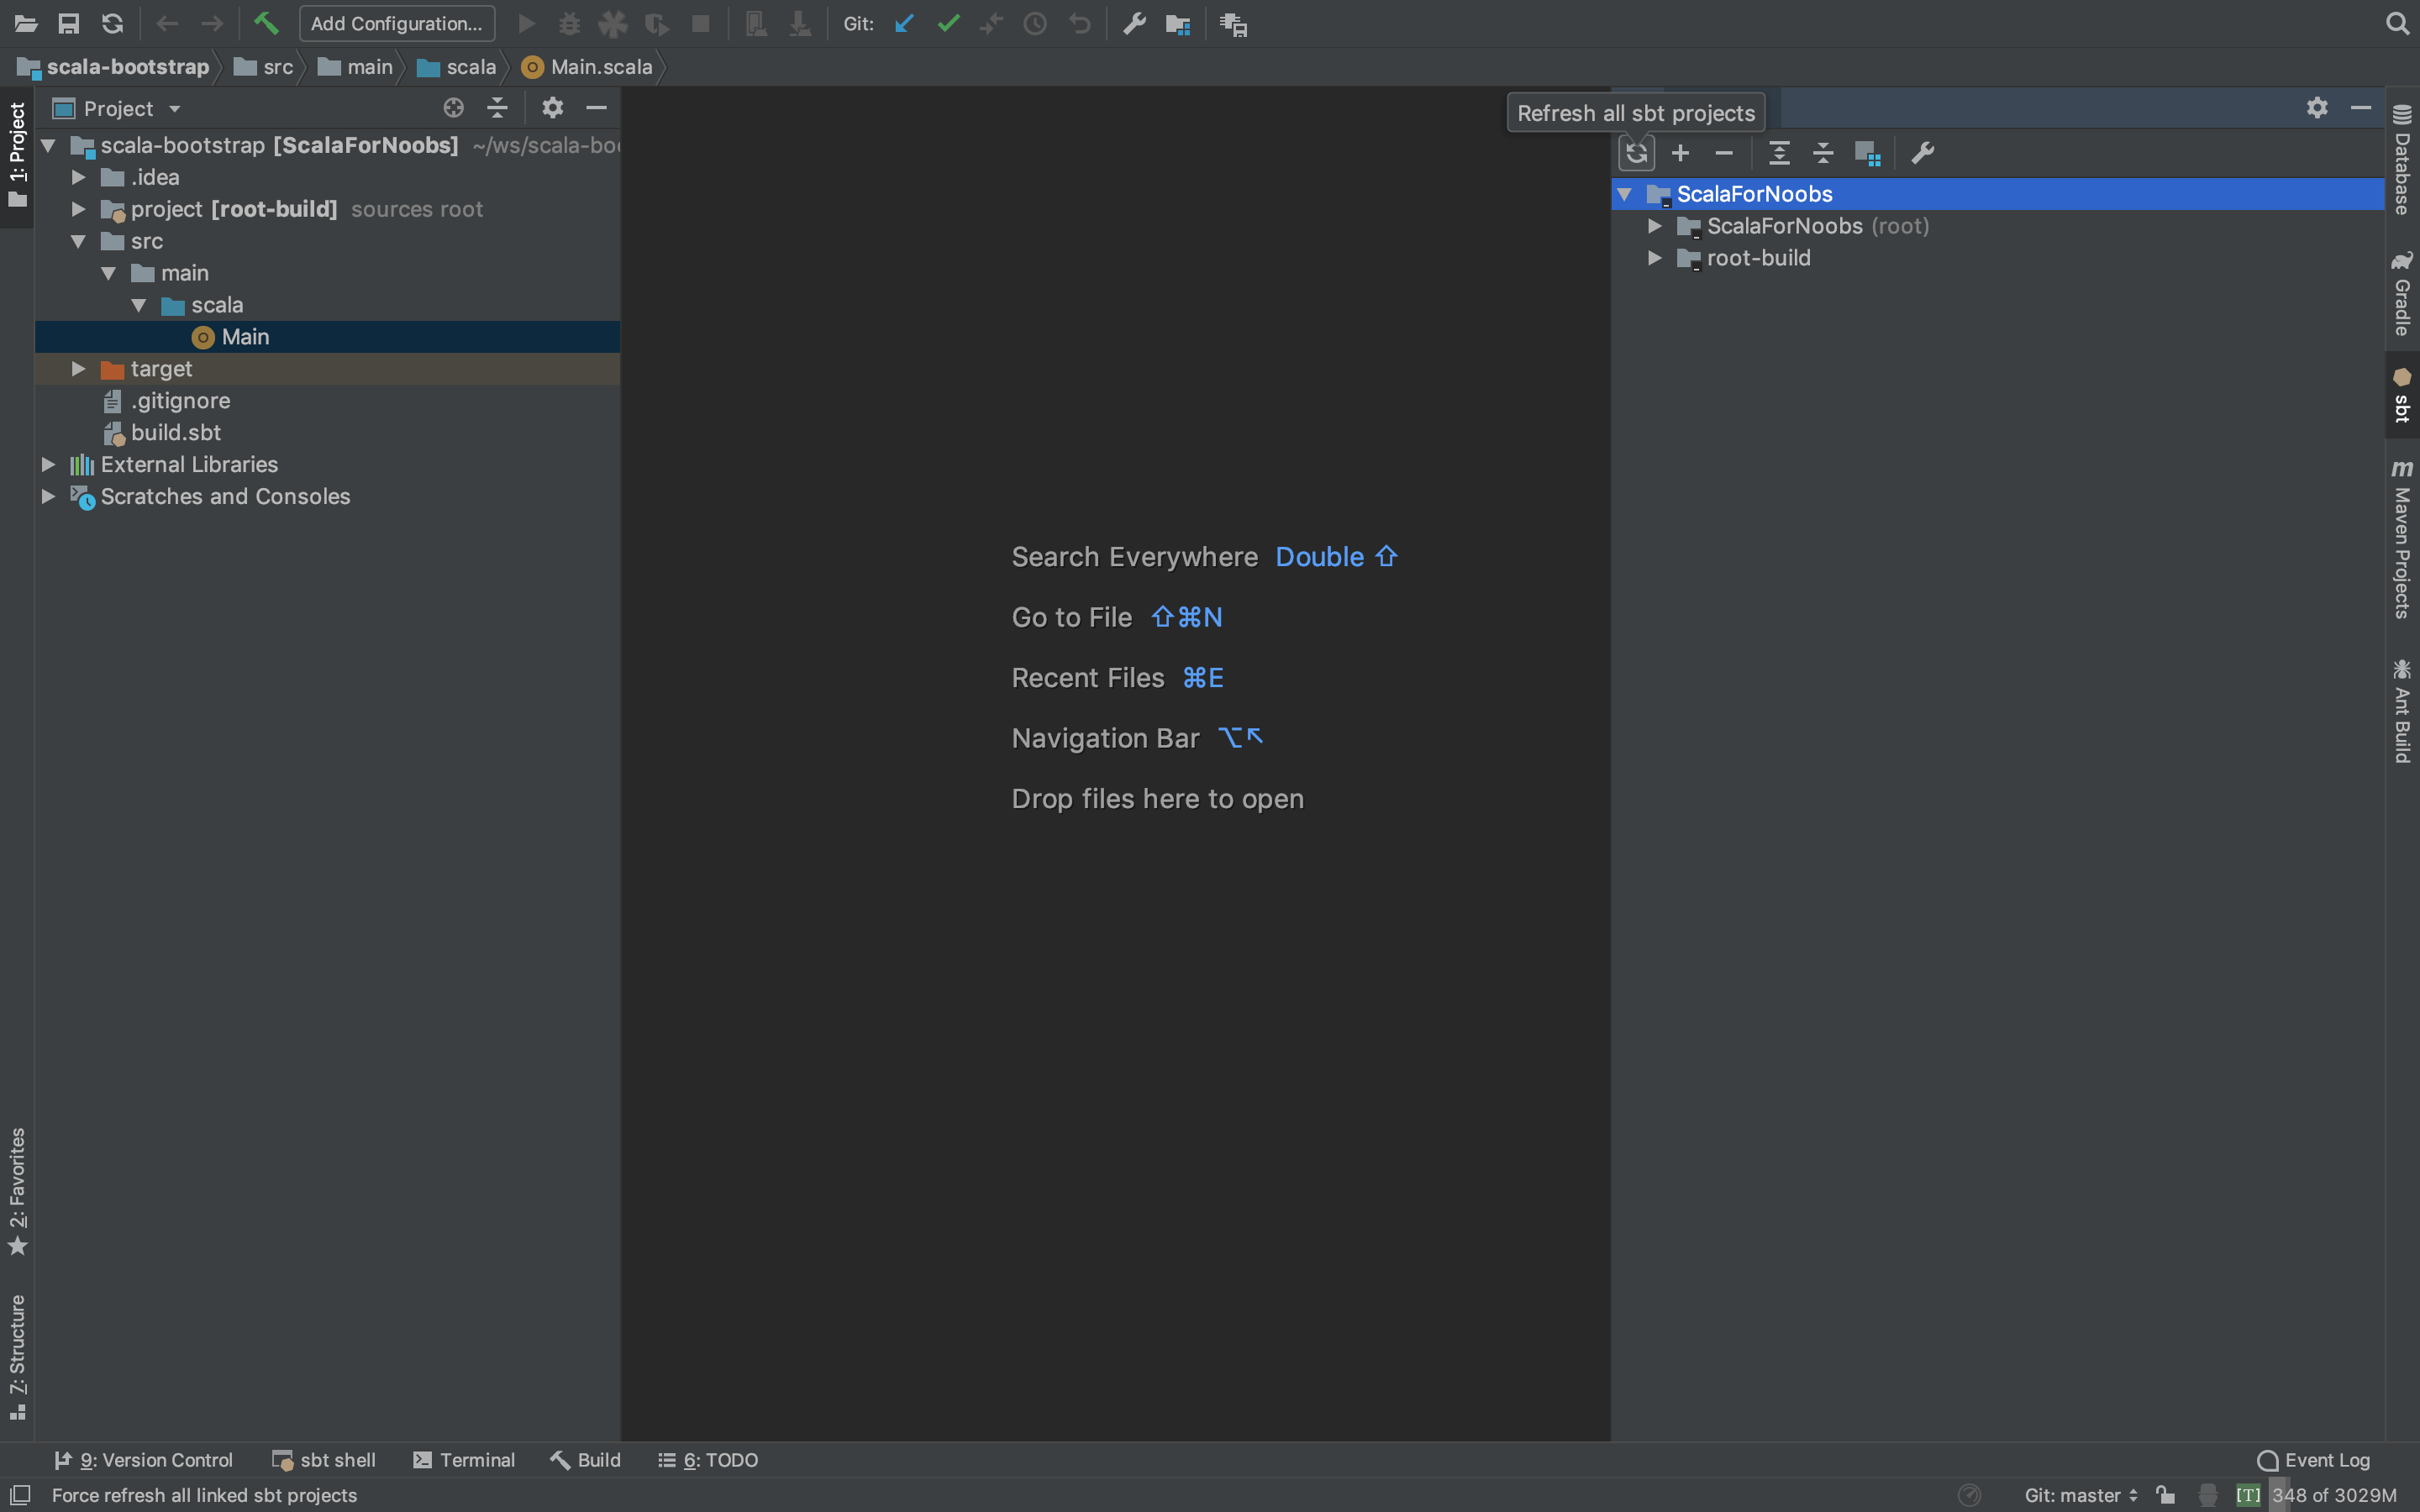 Add Configuration...
Git:
scala-bootstrap
src
main
scala
Main.scala
1: Project
Project
scala-bootstrap [ScalaForNoobs] ~/ws/scala-boo
.idea
project [root-build] sources root
src
main
scala
Main
target
.gitignore
build.sbt
External Libraries
Scratches and Consoles
2: Favorites
7: Structure
Search Everywhere Double ⇧
Go to File ⇧⌘N
Recent Files ⌘E
Navigation Bar ⌥↖
Drop files here to open
Refresh all sbt projects
ScalaForNoobs
ScalaForNoobs (root)
root-build
Database
Gradle
sbt
m Maven Projects
Ant Build
9: Version Control
sbt shell
Terminal
Build
6: TODO
Event Log
Force refresh all linked sbt projects
Git: master
[T]
348 of 3029M